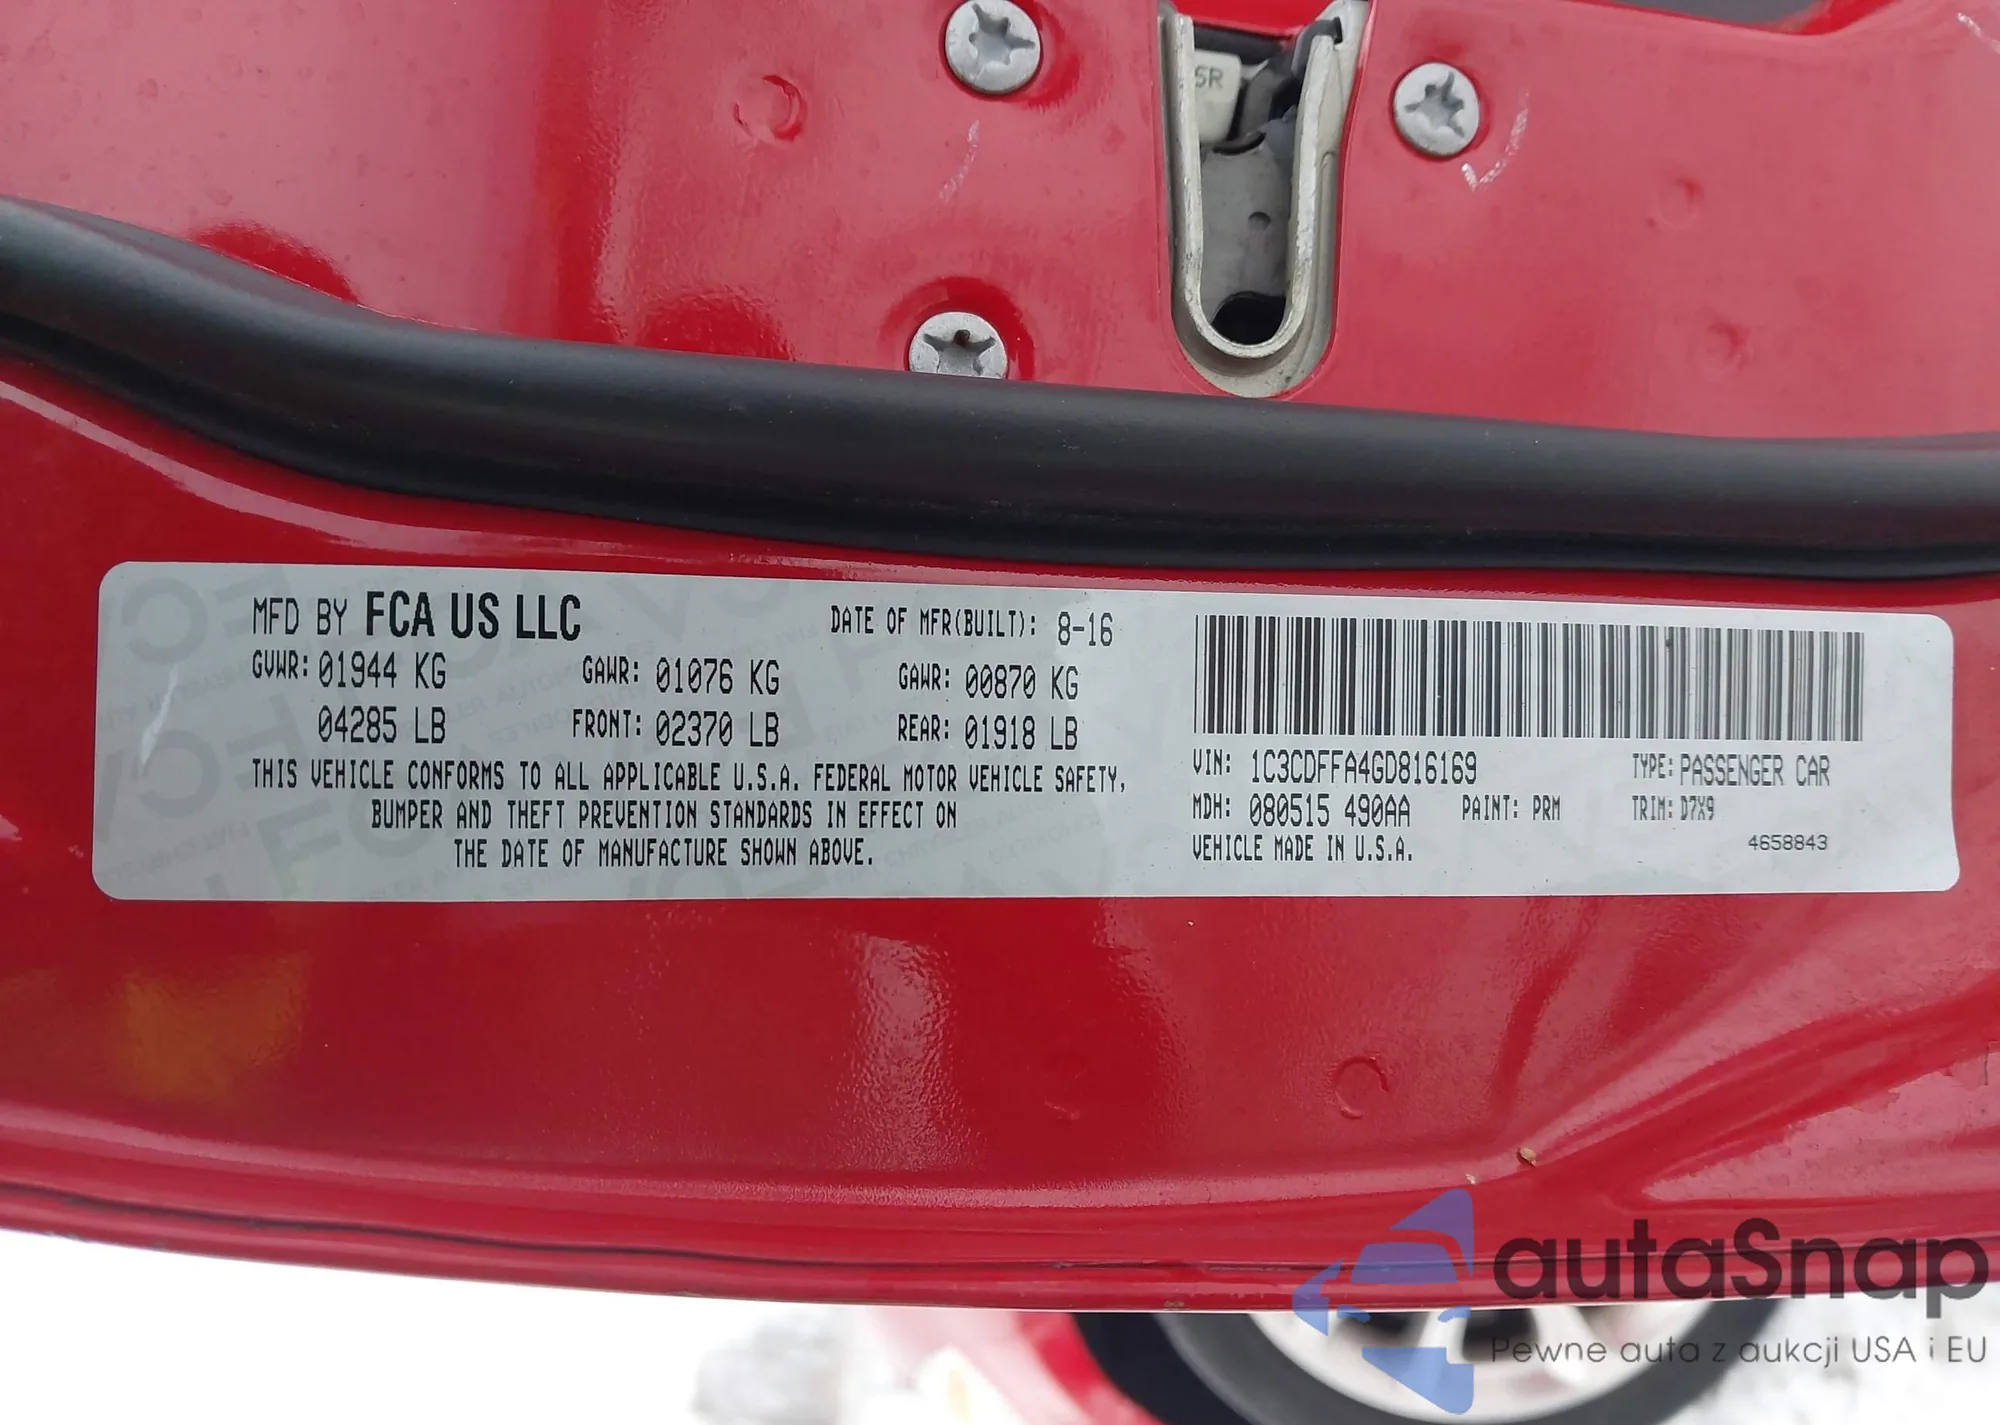 SR
MFD BY FCA US LLC DATE OF MFR(BUILT): 8-16
GVWR: 01944 KG GAWR: 01076 KG GAWR: 00870 KG
04285 LB FRONT: 02370 LB REAR: 01918 LB
THIS VEHICLE CONFORMS TO ALL APPLICABLE U.S.A. FEDERAL MOTOR VEHICLE SAFETY,
BUMPER AND THEFT PREVENTION STANDARDS IN EFFECT ON
THE DATE OF MANUFACTURE SHOWN ABOVE.
VIN: 1C3CDFFA4GD816169 TYPE: PASSENGER CAR
MDH: 080515 490AA PAINT: PRM TRIM: D7X9
VEHICLE MADE IN U.S.A. 4658843
autaSnap
Pewne auta z aukcji USA i EU